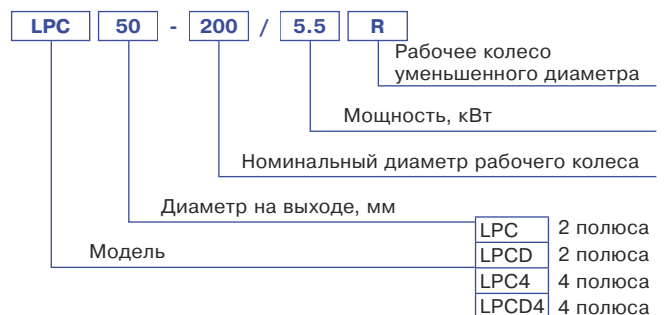 LPC 50 - 200 / 5.5 R
Рабочее колесо
уменьшенного диаметра
Мощность, кВт
Номинальный диаметр рабочего колеса
Диаметр на выходе, мм
Модель
LPC 2 полюса
LPCD 2 полюса
LPC4 4 полюса
LPCD4 4 полюса